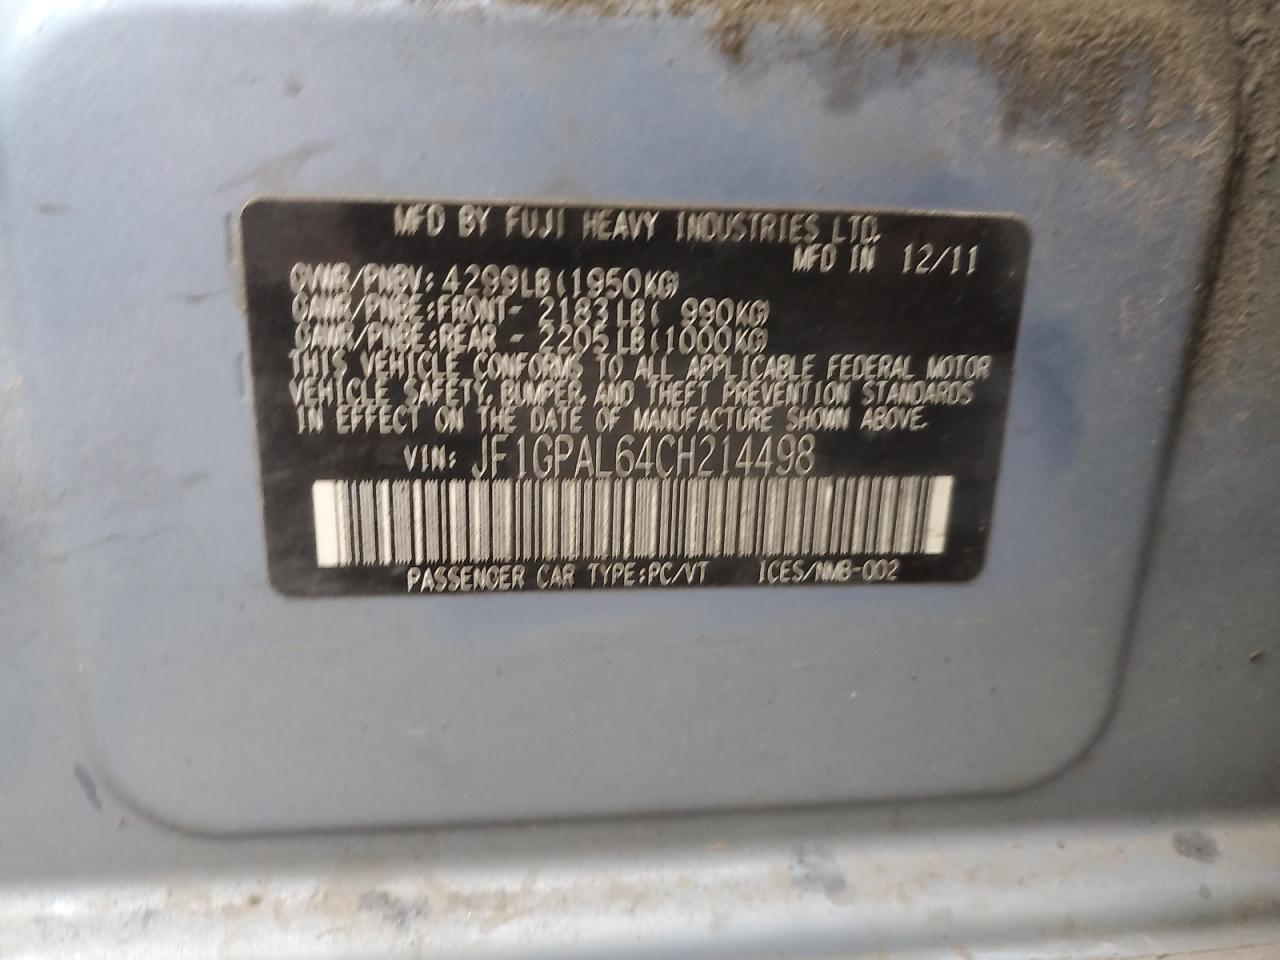 MFD BY FUJI HEAVY INDUSTRIES LTD.
MFD IN 12/11
GVWR/PNBV: 4299LB(1950KG)
GAWR/PNBE:FRONT- 2183LB( 990KG)
GAWR/PNBE:REAR - 2205LB(1000KG)
THIS VEHICLE CONFORMS TO ALL APPLICABLE FEDERAL MOTOR
VEHICLE SAFETY, BUMPER, AND THEFT PREVENTION STANDARDS
IN EFFECT ON THE DATE OF MANUFACTURE SHOWN ABOVE.
VIN: JF1GPAL64CH214498
PASSENGER CAR TYPE:PC/VT ICES/NMB-002